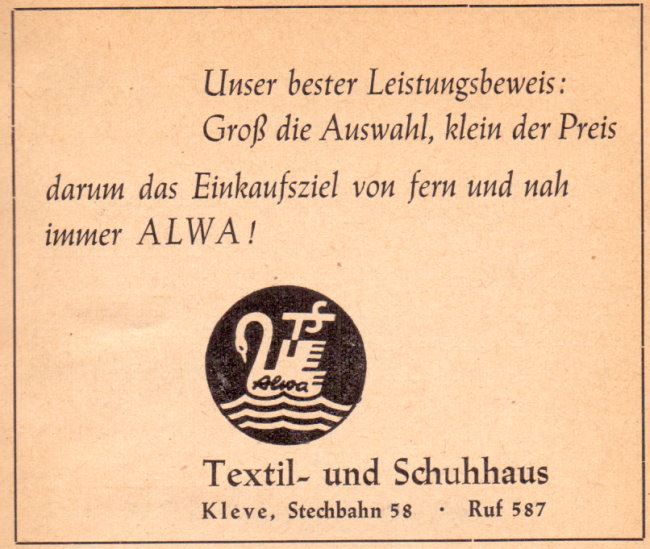 Unser bester Leistungsbeweis:
Groß die Auswahl, klein der Preis
darum das Einkaufsziel von fern und nah
immer ALWA!
TS
Alwa
Textil- und Schuhhaus
Kleve, Stechbahn 58 · Ruf 587